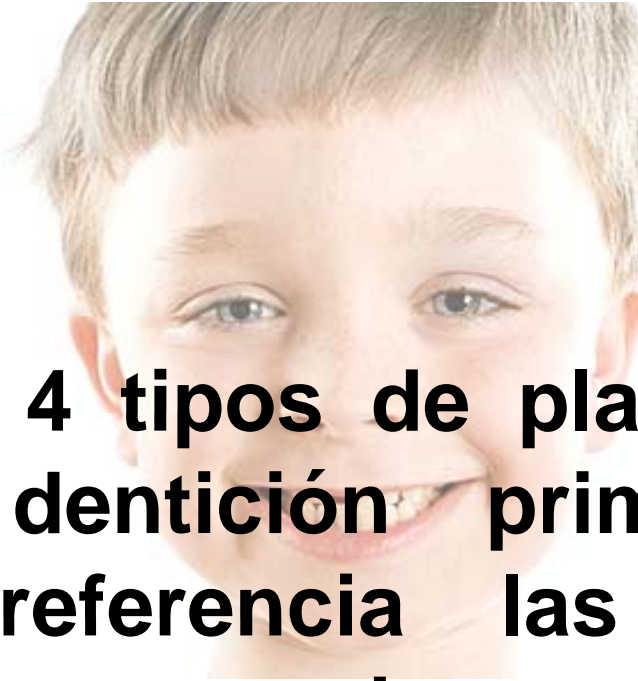 4 tipos de pla
dentición prin
referencia las